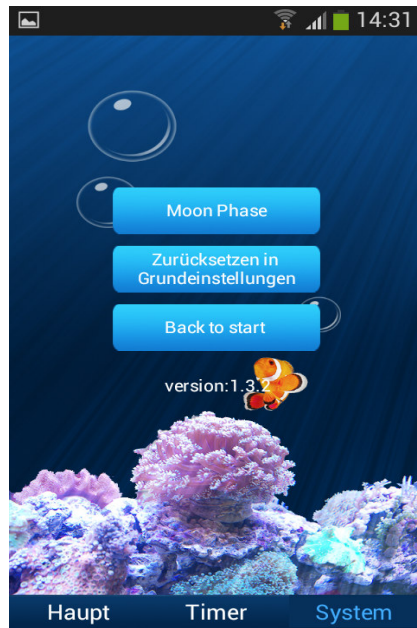 14:31
Moon Phase
Zurücksetzen in
Grundeinstellungen
Back to start
version:1.3.2
Haupt Timer System